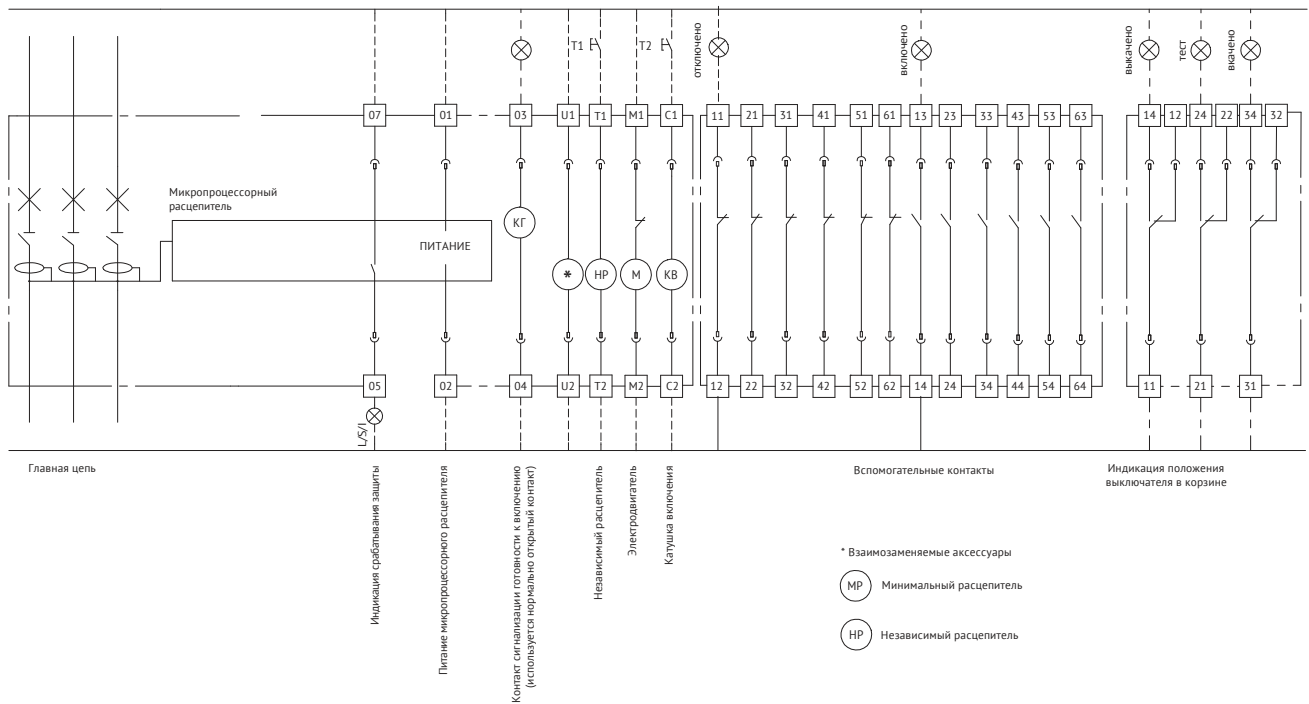 T1
T2
отключено
включено
выкачено
тест
вкачено
07
01
03
U1
T1
M1
C1
11
21
31
41
51
61
13
23
33
43
53
63
14
12
24
22
34
32
Микропроцессорный
расцепитель
ПИТАНИЕ
КГ
*
НР
М
КВ
05
02
04
U2
T2
M2
C2
12
22
32
42
52
62
14
24
34
44
54
64
11
21
31
L/S/I
Главная цепь
Индикация срабатывания защиты
Питание микропроцессорного расцепителя
Контакт сигнализации готовности к включению
(используется нормально открытый контакт)
Независимый расцепитель
Электродвигатель
Катушка включения
Вспомогательные контакты
Индикация положения
выключателя в корзине
* Взаимозаменяемые аксессуары
МР Минимальный расцепитель
НР Независимый расцепитель